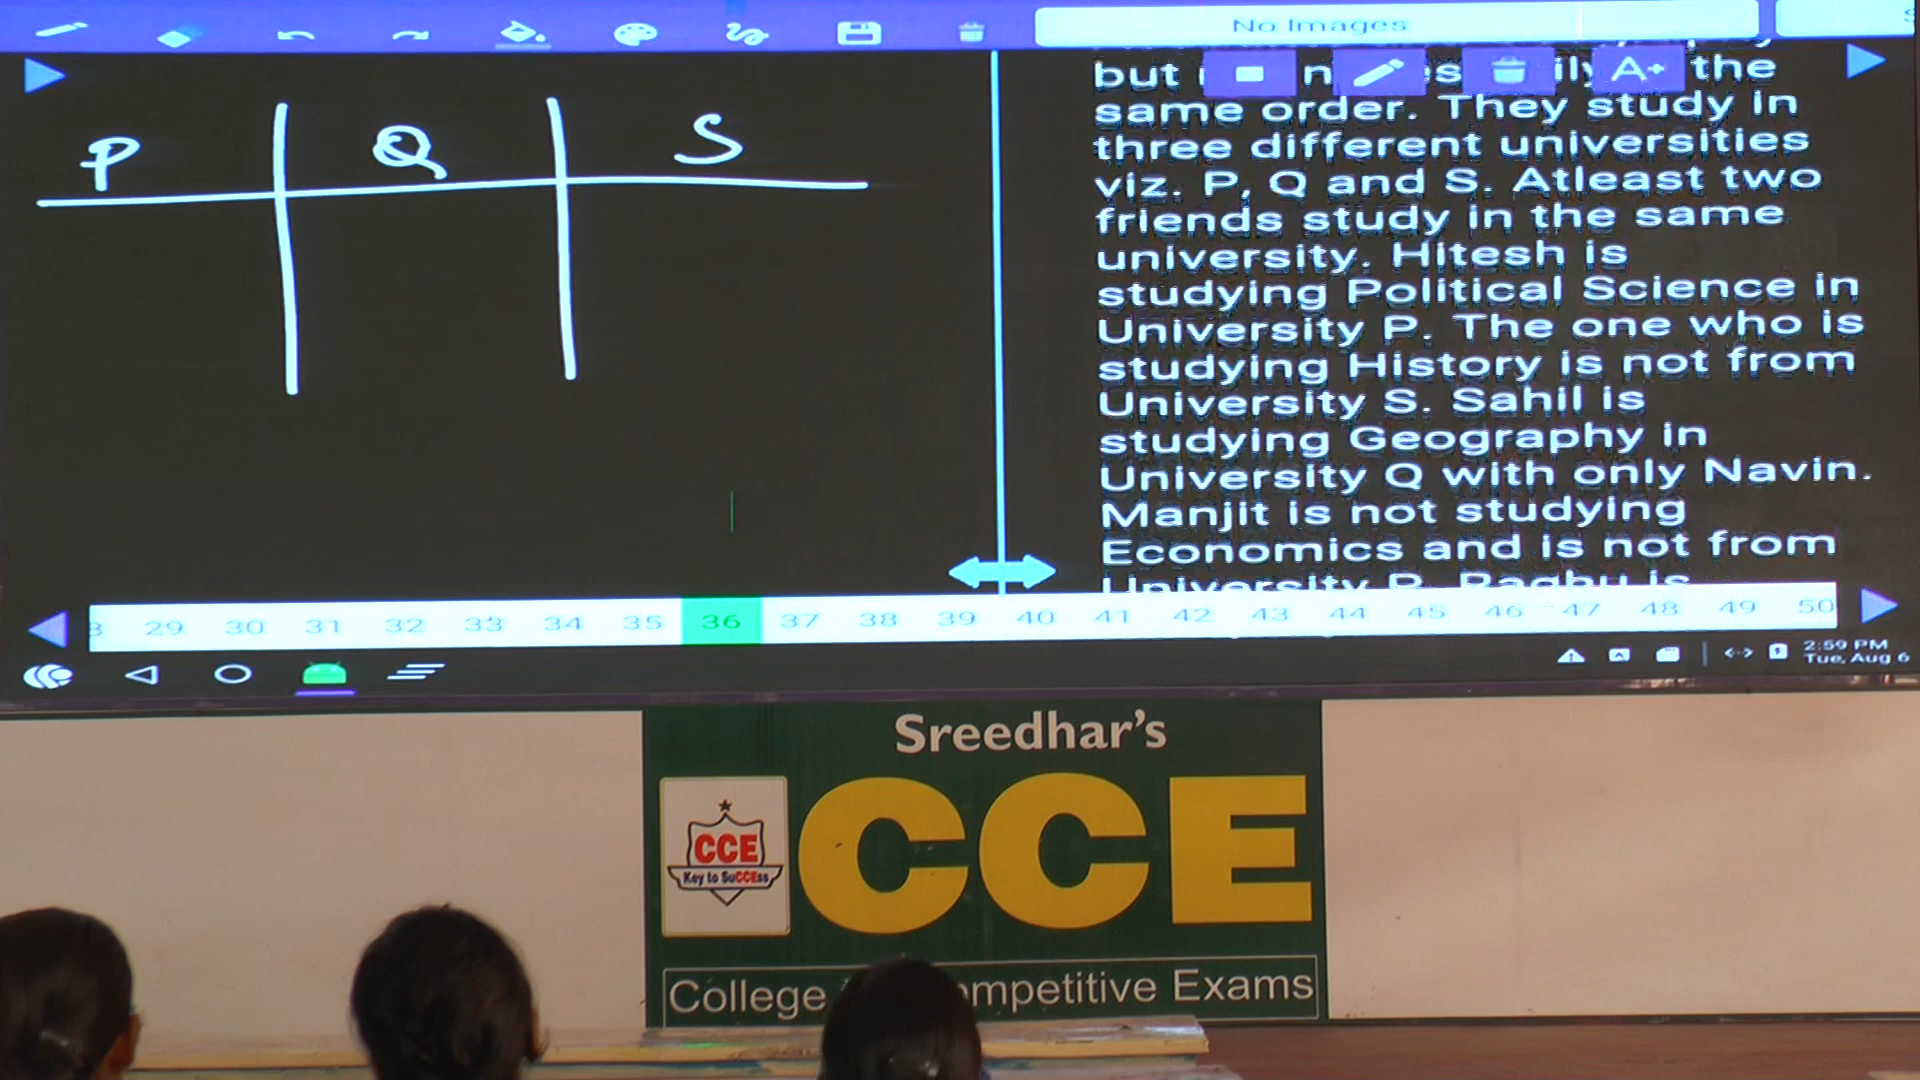 No Images
P Q S
but the
same order. They study in
three different universities
viz. P, Q and S. Atleast two
friends study in the same
university. Hitesh is
studying Political Science in
University P. The one who is
studying History is not from
University S. Sahil is
studying Geography in
University Q with only Navin.
Manjit is not studying
Economics and is not from
University P. Raghu is
A+
29 30 31 32 33 34 35 36 37 38 39 40 41 42 43 44 45 46 47 48 49 50
2:59 PM
Tue, Aug 6
Sreedhar's
CCE
CCE
Key to SuCCEss
College Competitive Exams